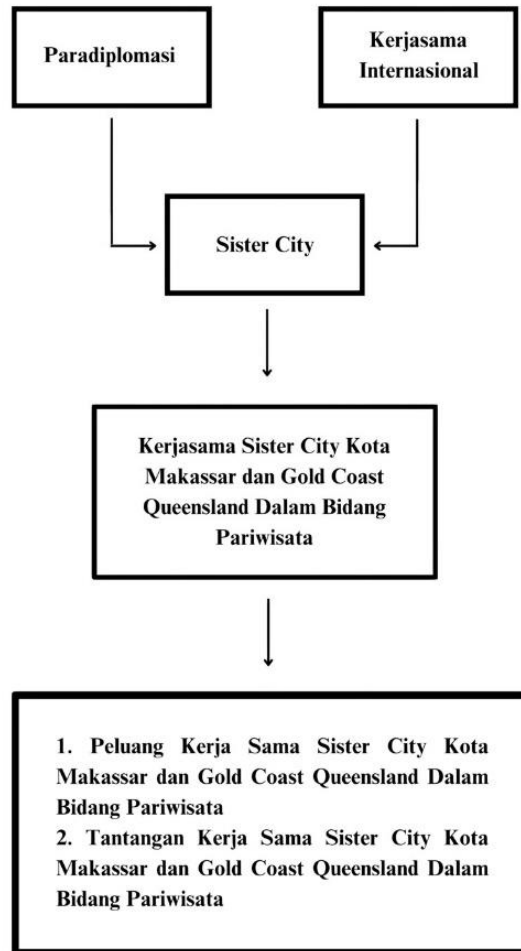 Paradiplomasi
Kerjasama
Internasional
Sister City
Kerjasama Sister City Kota
Makassar dan Gold Coast
Queensland Dalam Bidang
Pariwisata
1. Peluang Kerja Sama Sister City Kota
Makassar dan Gold Coast Queensland Dalam
Bidang Pariwisata
2. Tantangan Kerja Sama Sister City Kota
Makassar dan Gold Coast Queensland Dalam
Bidang Pariwisata